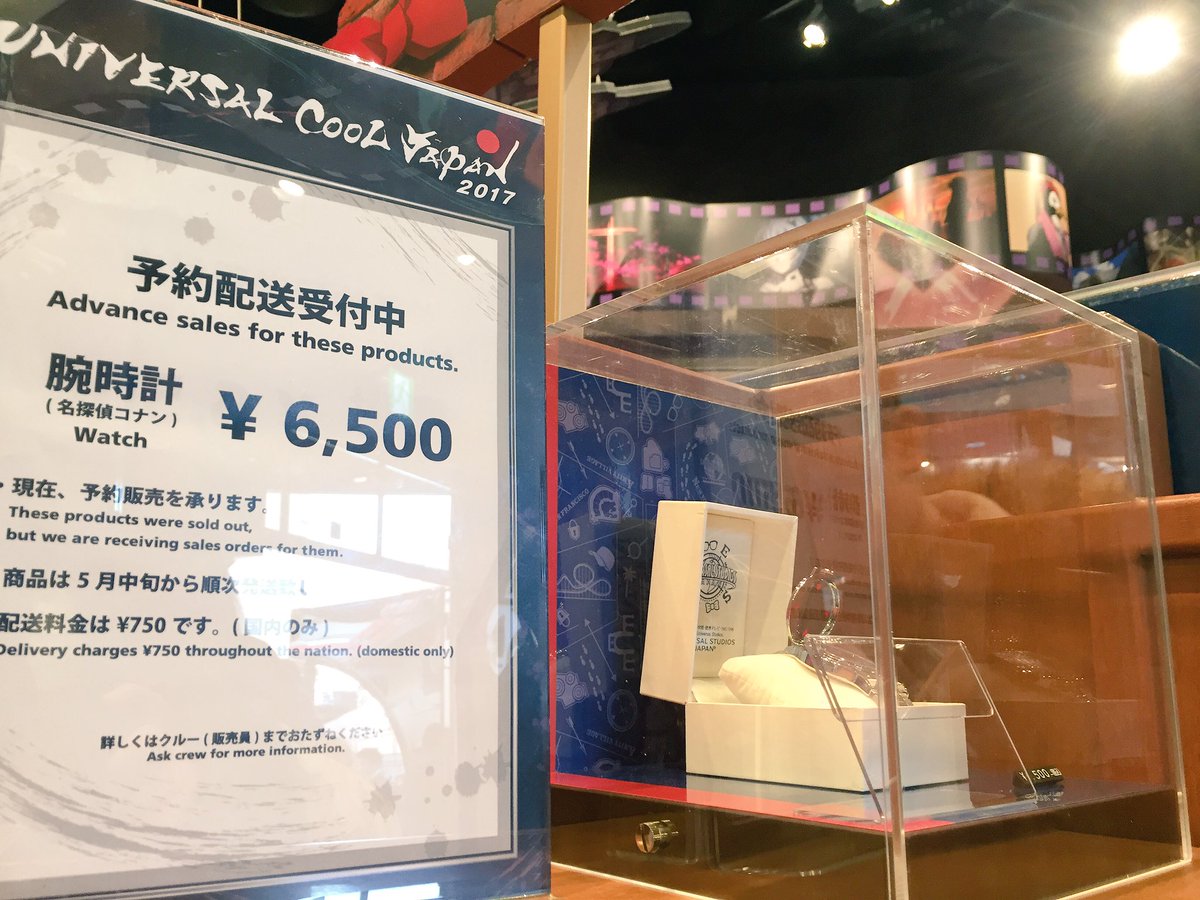 UNIVERSAL COOL Japan
2017
予約配送受付中
Advance sales for these products.
腕時計
(名探偵コナン)
Watch
¥ 6,500
・現在、予約販売を承ります。
These products were sold out,
but we are receiving sales orders for them.
商品は5月中旬から順次
配送料金は ¥750 です。(国内のみ)
Delivery charges ¥750 throughout the nation. (domestic only)
詳しくはクルー(販売員)までおたずねください
Ask crew for more information.
UNIVERSAL STUDIOS
JAPAN
AMITY VILLAGE